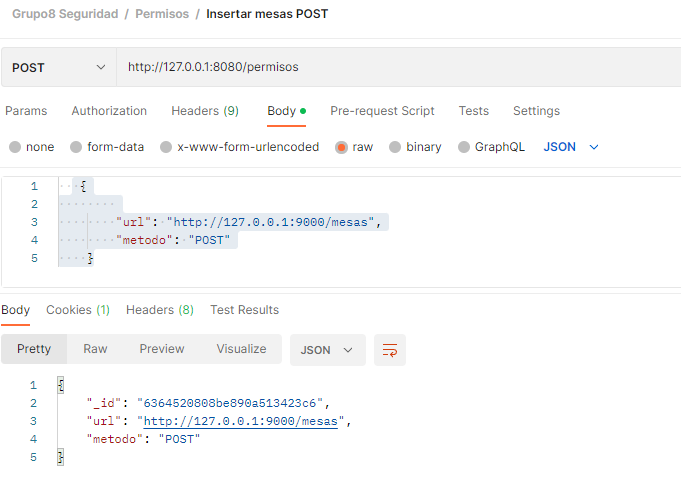 Grupo8 Seguridad / Permisos / Insertar mesas POST
POST http://127.0.0.1:8080/permisos
Params Authorization Headers (9) Body Pre-request Script Tests Settings
none form-data x-www-form-urlencoded raw binary GraphQL JSON
1 {
2
3 "url": "http://127.0.0.1:9000/mesas",
4 "metodo": "POST"
5 }
Body Cookies (1) Headers (8) Test Results
Pretty Raw Preview Visualize JSON
1 {
2 "_id": "6364520808be890a513423c6",
3 "url": "http://127.0.0.1:9000/mesas",
4 "metodo": "POST"
5 }